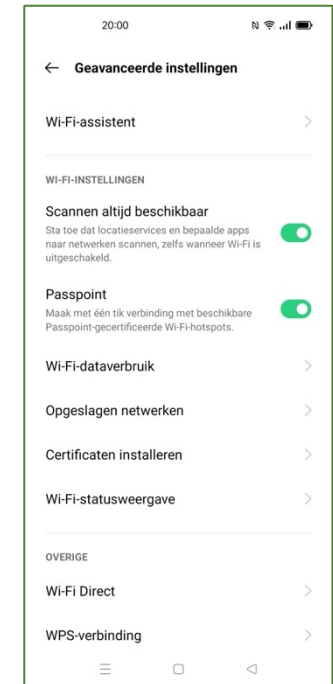 20:00
Geavanceerde instellingen
Wi-Fi-assistent
WI-FI-INSTELLINGEN
Scannen altijd beschikbaar
Sta toe dat locatieservices en bepaalde apps
naar netwerken scannen, zelfs wanneer Wi-Fi is
uitgeschakeld.
Passpoint
Maak met één tik verbinding met beschikbare
Passpoint-gecertificeerde Wi-Fi-hotspots.
Wi-Fi-dataverbruik
Opgeslagen netwerken
Certificaten installeren
Wi-Fi-statusweergave
OVERIGE
Wi-Fi Direct
WPS-verbinding